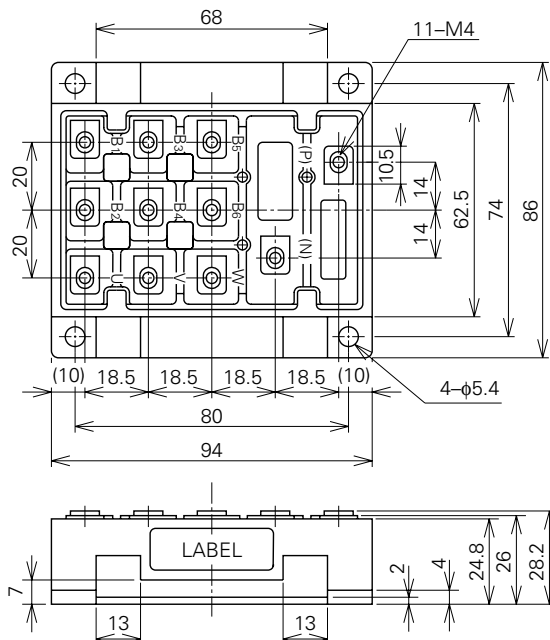 68
11–M4
B1
B3
B5
(P)
10.5
20
14
B2
B4
B6
62.5
74
86
20
14
(N)
U
V
W
(10)
18.5
18.5
18.5
18.5
(10)
4–ϕ5.4
80
94
LABEL
7
2
4
24.8
26
28.2
13
13